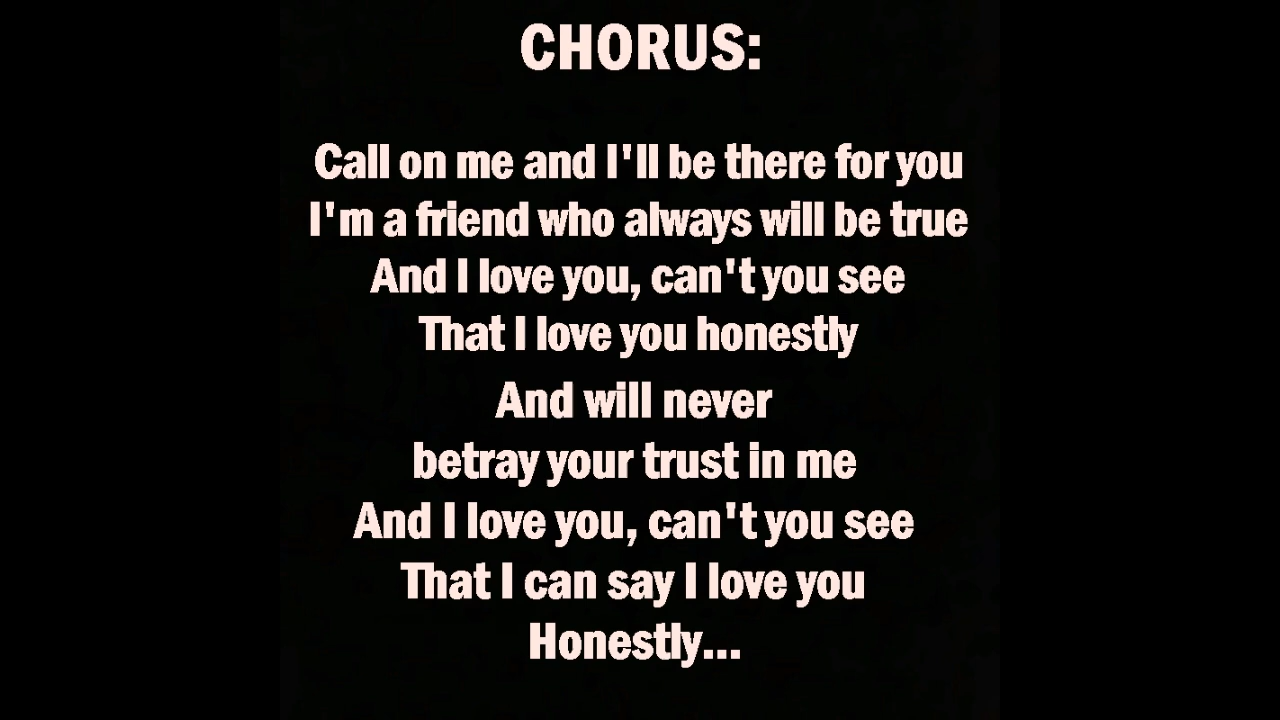 CHORUS:
Call on me and I'll be there for you
I'm a friend who always will be true
And I love you, can't you see
That I love you honestly
And will never
betray your trust in me
And I love you, can't you see
That I can say I love you
Honestly...